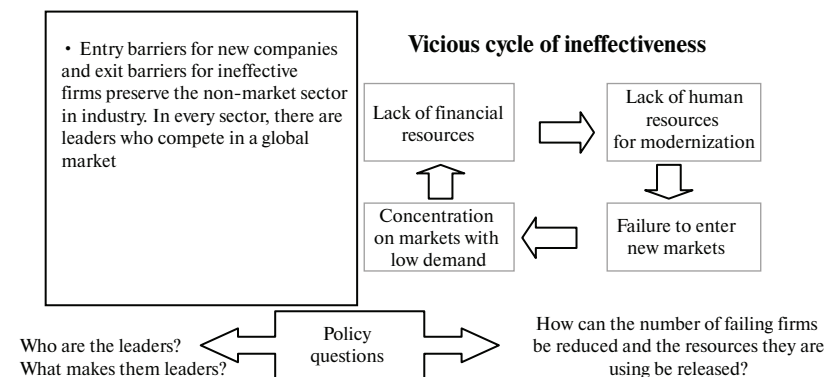 • Entry barriers for new companies
and exit barriers for ineffective
firms preserve the non-market sector
in industry. In every sector, there are
leaders who compete in a global
market
Vicious cycle of ineffectiveness
Lack of financial
resources
Lack of human
resources
for modernization
Concentration
on markets with
low demand
Failure to enter
new markets
Who are the leaders?
What makes them leaders?
Policy
questions
How can the number of failing firms
be reduced and the resources they are
using be released?